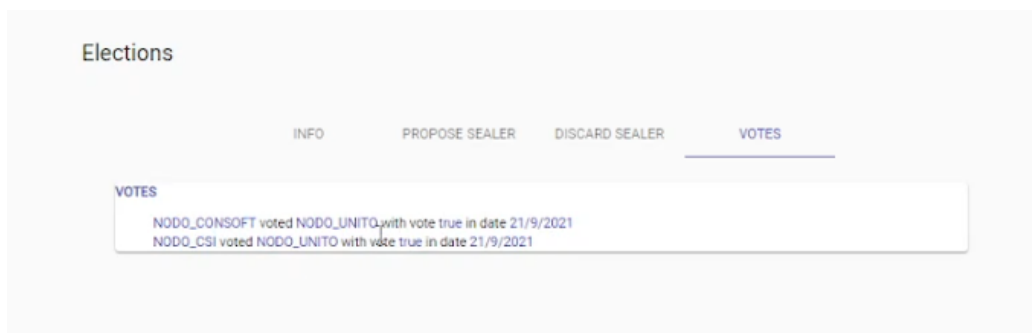 Elections
INFO PROPOSE SEALER DISCARD SEALER VOTES
VOTES
NODO_CONSOFT voted NODO_UNITO with vote true in date 21/9/2021
NODO_CSI voted NODO_UNITO with vote true in date 21/9/2021